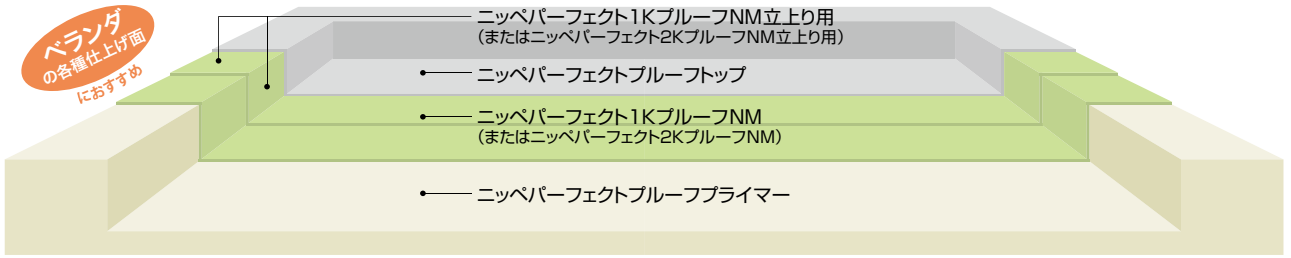 ベランダ
の各種仕上げ面
におすすめ
ニッペパーフェクト1KプルーフNM立上り用
（またはニッペパーフェクト2KプルーフNM立上り用）
ニッペパーフェクトプルーフトップ
ニッペパーフェクト1KプルーフNM
（またはニッペパーフェクト2KプルーフNM）
ニッペパーフェクトプルーフプライマー